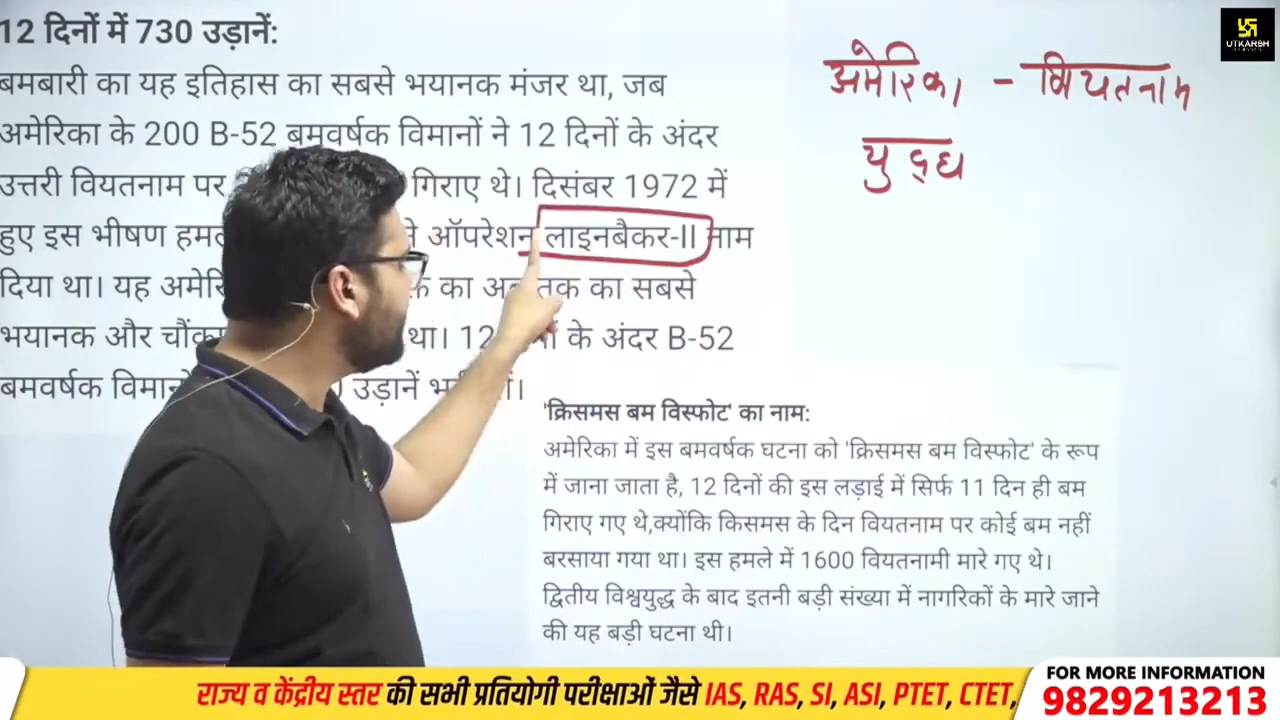 12 दिनों में 730 उड़ानें:
बमबारी का यह इतिहास का सबसे भयानक मंजर था, जब
अमेरिका के 200 B-52 बमवर्षक विमानों ने 12 दिनों के अंदर
उत्तरी वियतनाम पर गिराए थे। दिसंबर 1972 में
हुए इस भीषण ऑपरेशन लाइनबैकर-II नाम
दिया था। यह का का सबसे
भयानक और था। 12 के अंदर B-52
बमवर्षक उड़ानें
अमेरिका - वियतनाम
युद्ध
'क्रिसमस बम विस्फोट' का नाम:
अमेरिका में इस बमवर्षक घटना को 'क्रिसमस बम विस्फोट' के रूप
में जाना जाता है, 12 दिनों की इस लड़ाई में सिर्फ 11 दिन ही बम
गिराए गए थे,क्योंकि किसमस के दिन वियतनाम पर कोई बम नहीं
बरसाया गया था। इस हमले में 1600 वियतनामी मारे गए थे।
द्वितीय विश्वयुद्ध के बाद इतनी बड़ी संख्या में नागरिकों के मारे जाने
की यह बड़ी घटना थी।
UTKARSH
CLASSES
राज्य व केंद्रीय स्तर की सभी प्रतियोगी परीक्षाओं जैसे IAS, RAS, SI, ASI, PTET, CTET,
FOR MORE INFORMATION
9829213213